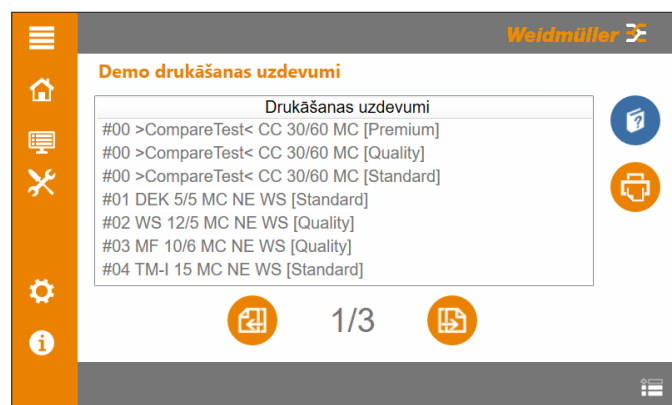 Weidmüller
Demo drukāšanas uzdevumi
Drukāšanas uzdevumi
#00 >CompareTest< CC 30/60 MC [Premium]
#00 >CompareTest< CC 30/60 MC [Quality]
#00 >CompareTest< CC 30/60 MC [Standard]
#01 DEK 5/5 MC NE WS [Standard]
#02 WS 12/5 MC NE WS [Quality]
#03 MF 10/6 MC NE WS [Quality]
#04 TM-I 15 MC NE WS [Standard]
1/3